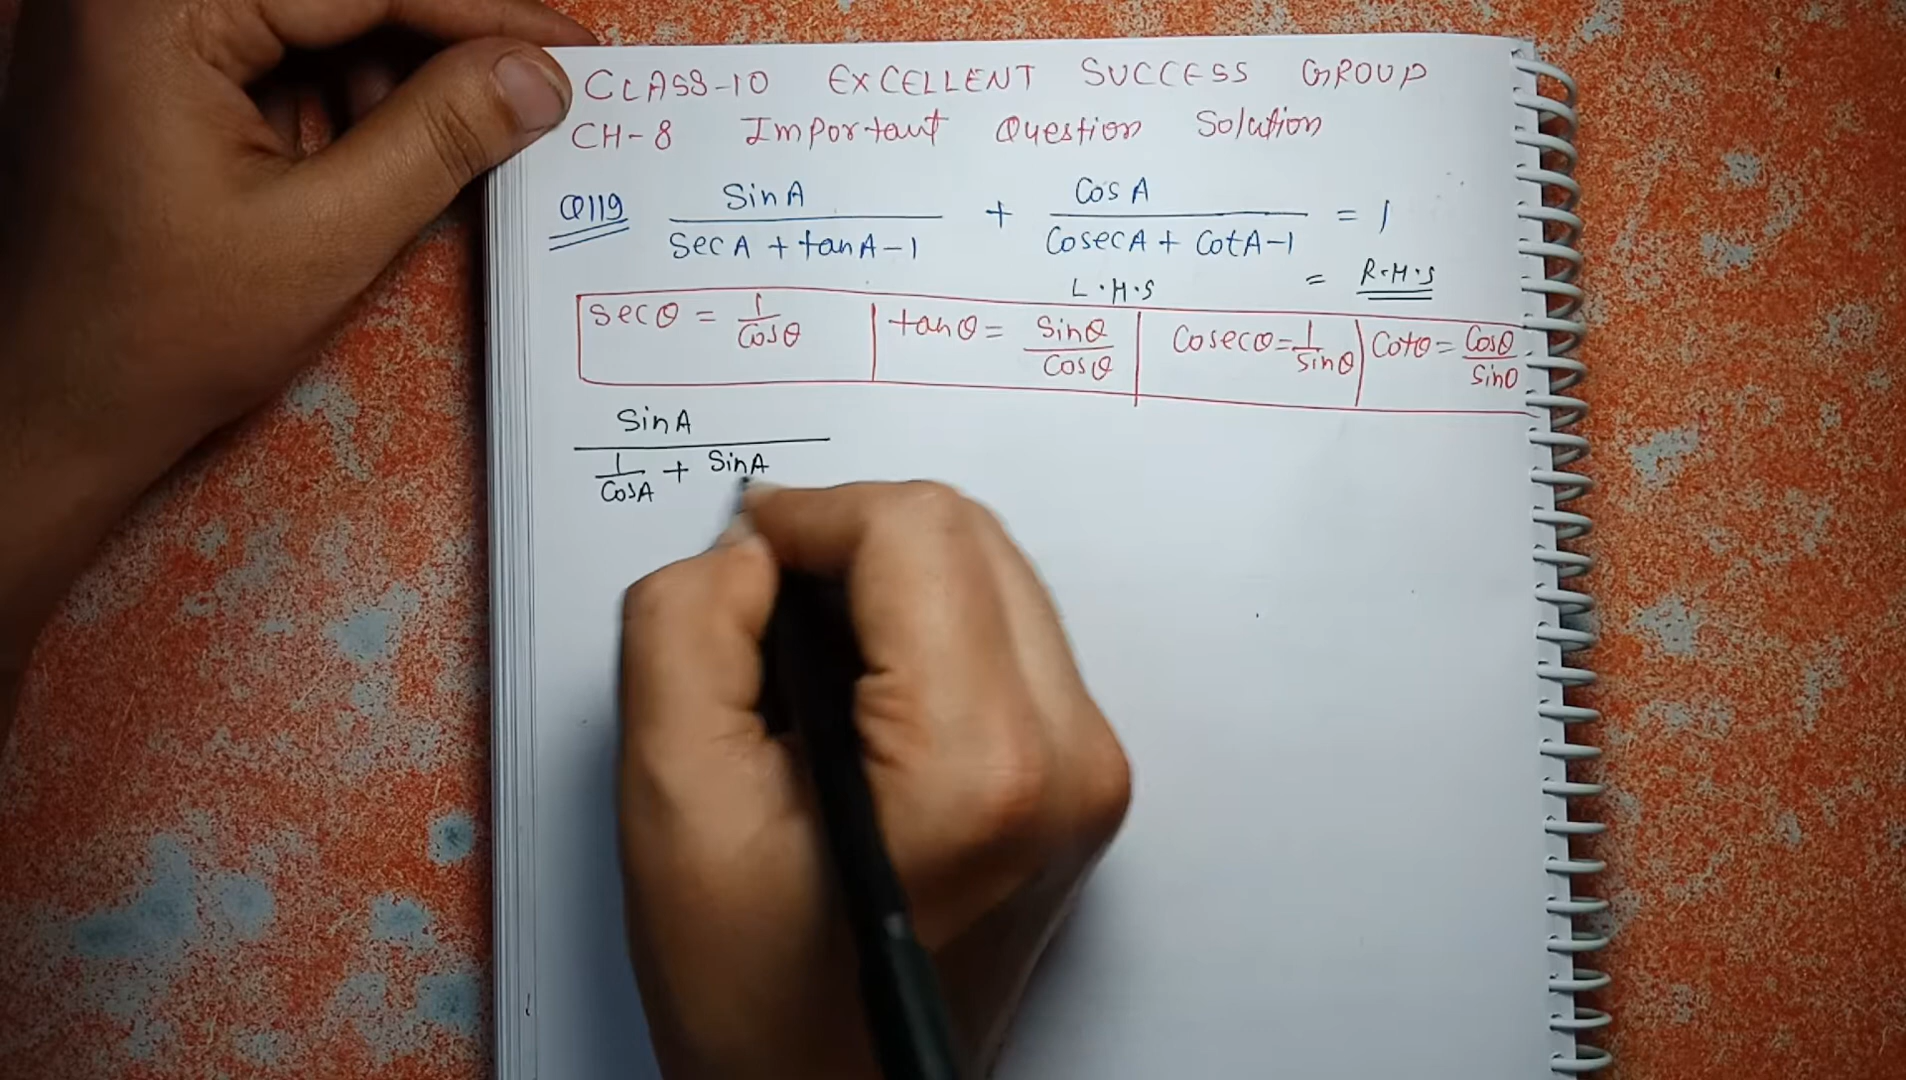 CLASS-10 EXCELLENT SUCCESS GROUP
CH-8 Important Question Solution
Q119 SinA / SecA + tanA-1 + CosA / CosecA + CotA-1 = 1
L.H.S = R.H.S
secθ = 1/Cosθ | tanθ = Sinθ/Cosθ | Cosecθ = 1/Sinθ | Cotθ = Cosθ/Sinθ
SinA
1/CosA + SinA